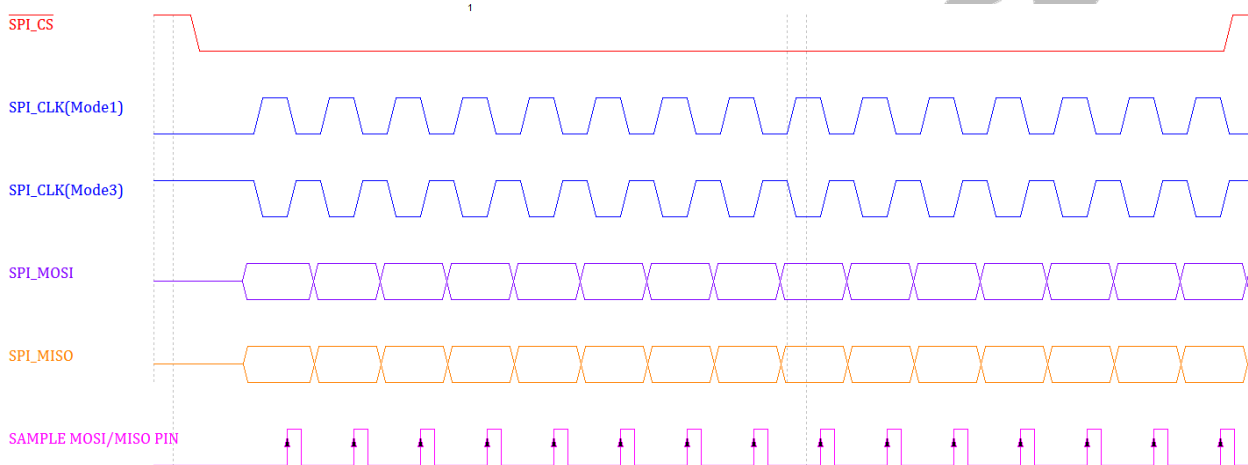 1
SPI_CS
SPI_CLK(Mode1)
SPI_CLK(Mode3)
SPI_MOSI
SPI_MISO
SAMPLE MOSI/MISO PIN